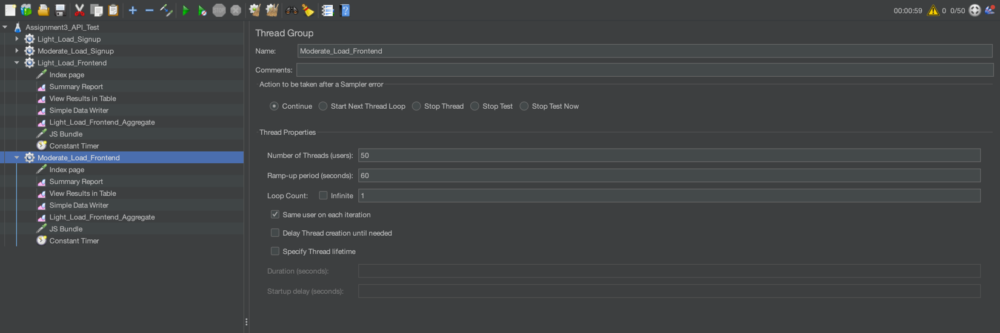 00:00:59 0 0/50
Assignment3_API_Test
Light_Load_Signup
Moderate_Load_Signup
Light_Load_Frontend
Index page
Summary Report
View Results in Table
Simple Data Writer
Light_Load_Frontend_Aggregate
JS Bundle
Constant Timer
Moderate_Load_Frontend
Index page
Summary Report
View Results in Table
Simple Data Writer
Light_Load_Frontend_Aggregate
JS Bundle
Constant Timer
Thread Group
Name: Moderate_Load_Frontend
Comments:
Action to be taken after a Sampler error
Continue Start Next Thread Loop Stop Thread Stop Test Stop Test Now
Thread Properties
Number of Threads (users): 50
Ramp-up period (seconds): 60
Loop Count: Infinite 1
Same user on each iteration
Delay Thread creation until needed
Specify Thread lifetime
Duration (seconds):
Startup delay (seconds):